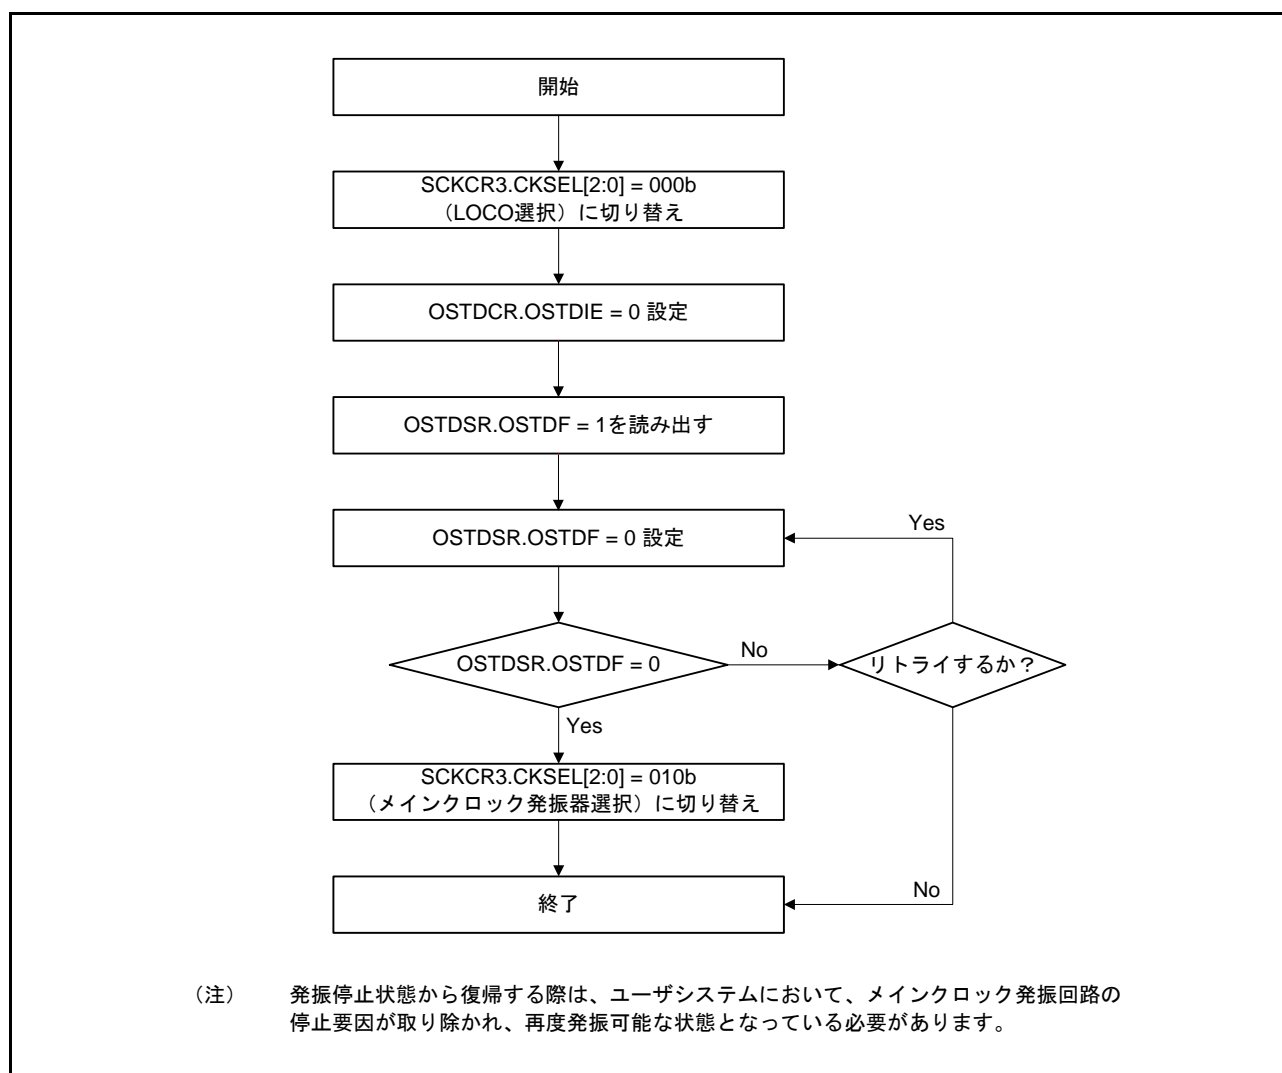 開始
SCKCR3.CKSEL[2:0] = 000b
（LOCO選択）に切り替え
OSTDCR.OSTDIE = 0 設定
OSTDSR.OSTDF = 1を読み出す
OSTDSR.OSTDF = 0 設定
Yes
OSTDSR.OSTDF = 0
No
リトライするか？
Yes
SCKCR3.CKSEL[2:0] = 010b
（メインクロック発振器選択）に切り替え
終了
No
（注） 発振停止状態から復帰する際は、ユーザシステムにおいて、メインクロック発振回路の
停止要因が取り除かれ、再度発振可能な状態となっている必要があります。